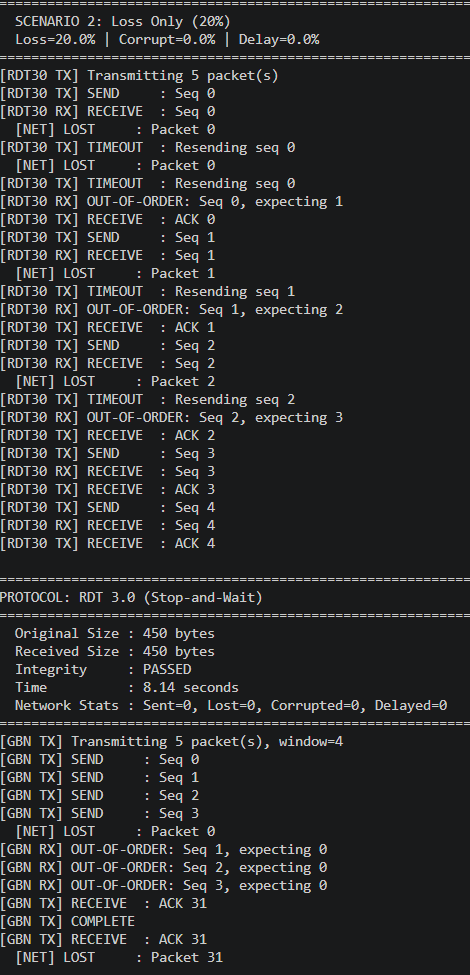 ======================================================
  SCENARIO 2: Loss Only (20%)
  Loss=20.0% | Corrupt=0.0% | Delay=0.0%
======================================================
[RDT30 TX] Transmitting 5 packet(s)
[RDT30 TX] SEND     : Seq 0
[RDT30 RX] RECEIVE  : Seq 0
  [NET] LOST     : Packet 0
[RDT30 TX] TIMEOUT  : Resending seq 0
  [NET] LOST     : Packet 0
[RDT30 TX] TIMEOUT  : Resending seq 0
[RDT30 RX] OUT-OF-ORDER: Seq 0, expecting 1
[RDT30 TX] RECEIVE  : ACK 0
[RDT30 TX] SEND     : Seq 1
[RDT30 RX] RECEIVE  : Seq 1
  [NET] LOST     : Packet 1
[RDT30 TX] TIMEOUT  : Resending seq 1
[RDT30 RX] OUT-OF-ORDER: Seq 1, expecting 2
[RDT30 TX] RECEIVE  : ACK 1
[RDT30 TX] SEND     : Seq 2
[RDT30 RX] RECEIVE  : Seq 2
  [NET] LOST     : Packet 2
[RDT30 TX] TIMEOUT  : Resending seq 2
[RDT30 RX] OUT-OF-ORDER: Seq 2, expecting 3
[RDT30 TX] RECEIVE  : ACK 2
[RDT30 TX] SEND     : Seq 3
[RDT30 RX] RECEIVE  : Seq 3
[RDT30 TX] RECEIVE  : ACK 3
[RDT30 TX] SEND     : Seq 4
[RDT30 RX] RECEIVE  : Seq 4
[RDT30 TX] RECEIVE  : ACK 4
======================================================
PROTOCOL: RDT 3.0 (Stop-and-Wait)
======================================================
  Original Size : 450 bytes
  Received Size : 450 bytes
  Integrity     : PASSED
  Time          : 8.14 seconds
  Network Stats : Sent=0, Lost=0, Corrupted=0, Delayed=0
======================================================
[GBN TX] Transmitting 5 packet(s), window=4
[GBN TX] SEND     : Seq 0
[GBN TX] SEND     : Seq 1
[GBN TX] SEND     : Seq 2
[GBN TX] SEND     : Seq 3
  [NET] LOST     : Packet 0
[GBN RX] OUT-OF-ORDER: Seq 1, expecting 0
[GBN RX] OUT-OF-ORDER: Seq 2, expecting 0
[GBN RX] OUT-OF-ORDER: Seq 3, expecting 0
[GBN TX] RECEIVE  : ACK 31
[GBN TX] COMPLETE
[GBN TX] RECEIVE  : ACK 31
  [NET] LOST     : Packet 31